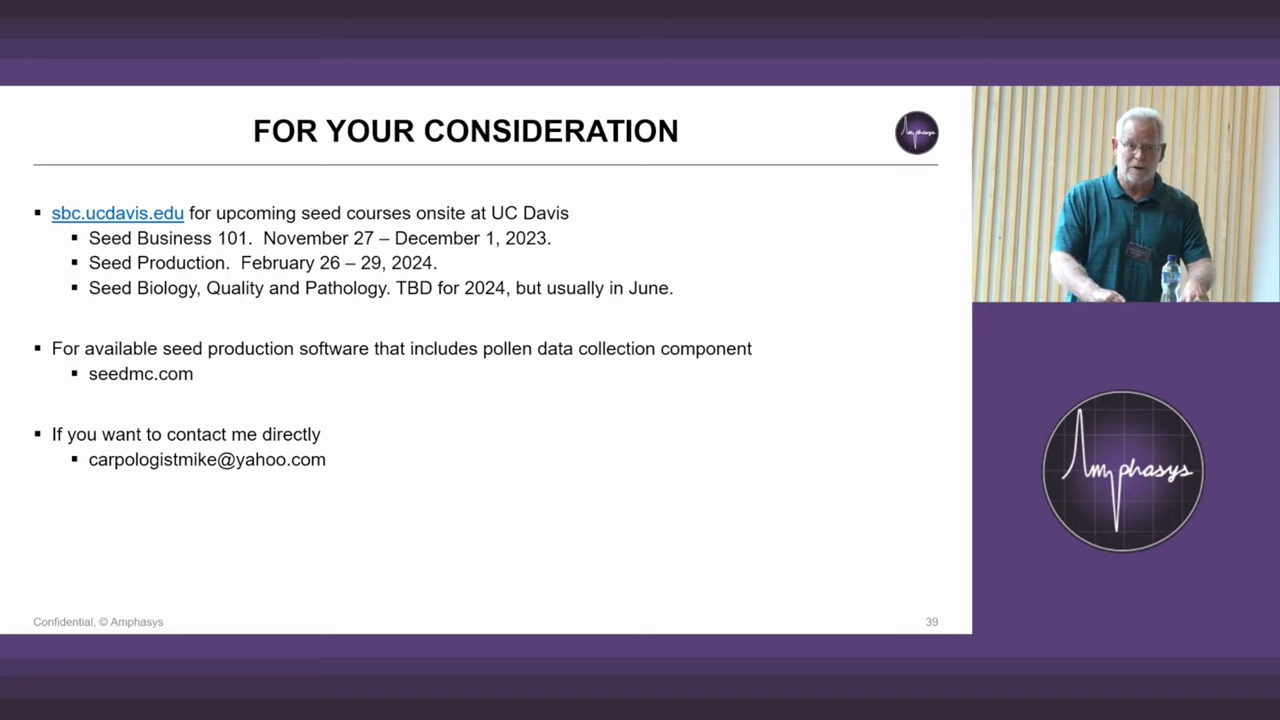 FOR YOUR CONSIDERATION
Amphasys
▪ sbc.ucdavis.edu for upcoming seed courses onsite at UC Davis
▪ Seed Business 101. November 27 – December 1, 2023.
▪ Seed Production. February 26 – 29, 2024.
▪ Seed Biology, Quality and Pathology. TBD for 2024, but usually in June.
▪ For available seed production software that includes pollen data collection component
▪ seedmc.com
▪ If you want to contact me directly
▪ carpologistmike@yahoo.com
Confidential, © Amphasys
39
Amphasys